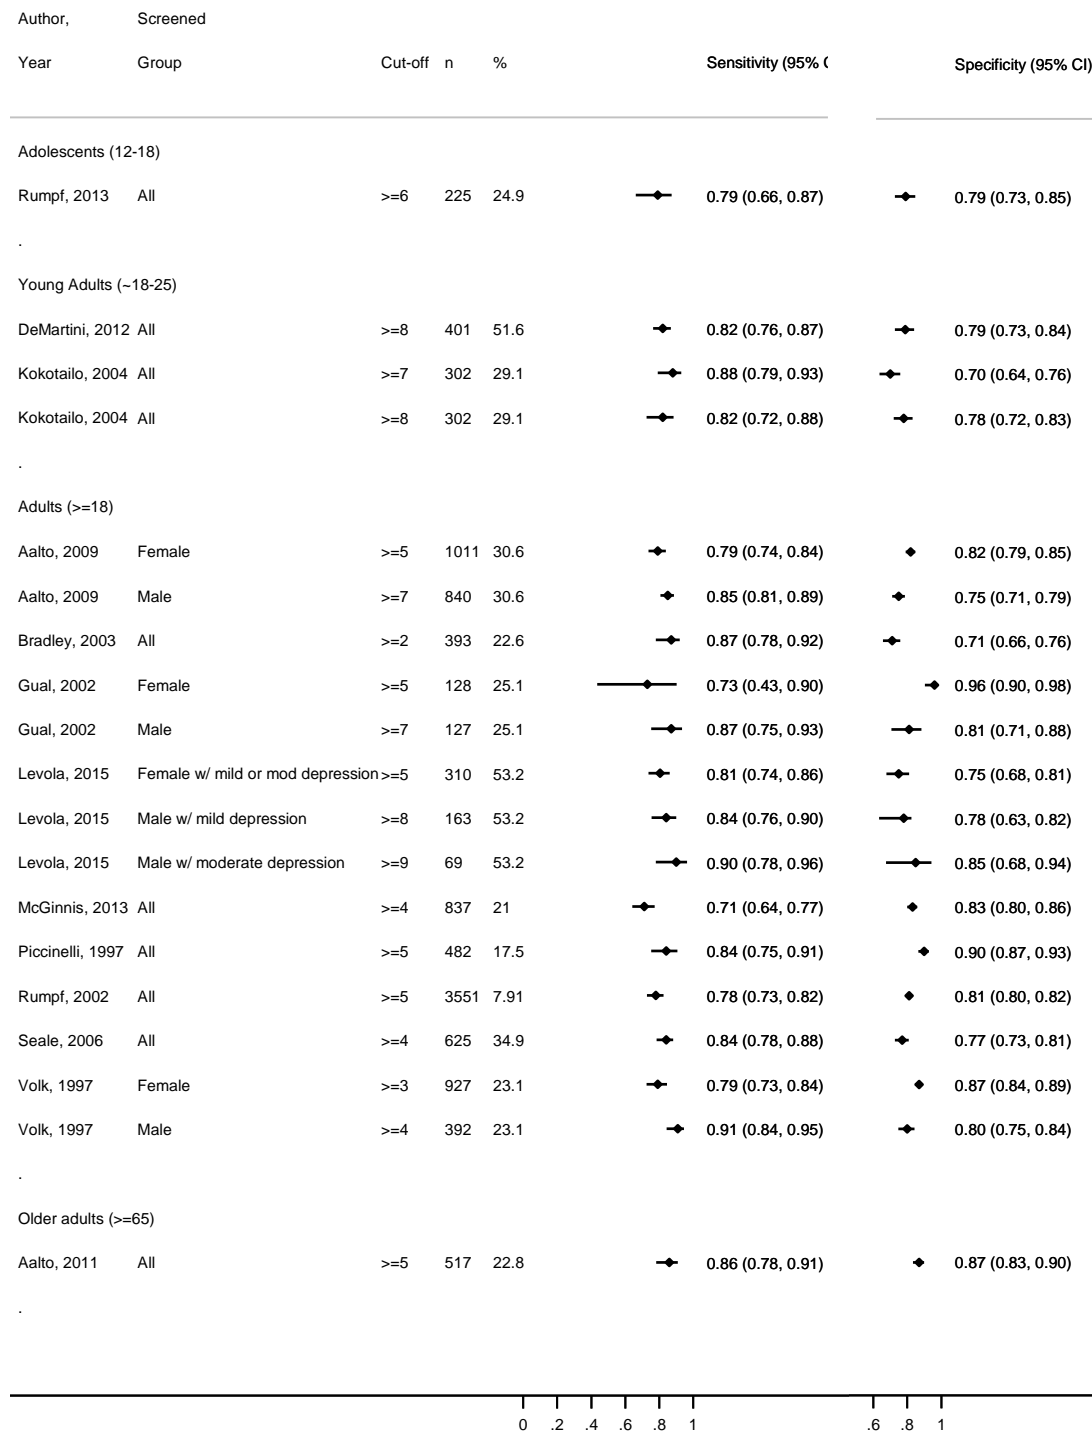 Author, Screened
Year Group Cut-off n % Sensitivity (95% C Specificity (95% CI)
Adolescents (12-18)
Rumpf, 2013 All >=6 225 24.9 0.79 (0.66, 0.87) 0.79 (0.73, 0.85)
.
Young Adults (~18-25)
DeMartini, 2012 All >=8 401 51.6 0.82 (0.76, 0.87) 0.79 (0.73, 0.84)
Kokotailo, 2004 All >=7 302 29.1 0.88 (0.79, 0.93) 0.70 (0.64, 0.76)
Kokotailo, 2004 All >=8 302 29.1 0.82 (0.72, 0.88) 0.78 (0.72, 0.83)
.
Adults (>=18)
Aalto, 2009 Female >=5 1011 30.6 0.79 (0.74, 0.84) 0.82 (0.79, 0.85)
Aalto, 2009 Male >=7 840 30.6 0.85 (0.81, 0.89) 0.75 (0.71, 0.79)
Bradley, 2003 All >=2 393 22.6 0.87 (0.78, 0.92) 0.71 (0.66, 0.76)
Gual, 2002 Female >=5 128 25.1 0.73 (0.43, 0.90) 0.96 (0.90, 0.98)
Gual, 2002 Male >=7 127 25.1 0.87 (0.75, 0.93) 0.81 (0.71, 0.88)
Levola, 2015 Female w/ mild or mod depression >=5 310 53.2 0.81 (0.74, 0.86) 0.75 (0.68, 0.81)
Levola, 2015 Male w/ mild depression >=8 163 53.2 0.84 (0.76, 0.90) 0.78 (0.63, 0.82)
Levola, 2015 Male w/ moderate depression >=9 69 53.2 0.90 (0.78, 0.96) 0.85 (0.68, 0.94)
McGinnis, 2013 All >=4 837 21 0.71 (0.64, 0.77) 0.83 (0.80, 0.86)
Piccinelli, 1997 All >=5 482 17.5 0.84 (0.75, 0.91) 0.90 (0.87, 0.93)
Rumpf, 2002 All >=5 3551 7.91 0.78 (0.73, 0.82) 0.81 (0.80, 0.82)
Seale, 2006 All >=4 625 34.9 0.84 (0.78, 0.88) 0.77 (0.73, 0.81)
Volk, 1997 Female >=3 927 23.1 0.79 (0.73, 0.84) 0.87 (0.84, 0.89)
Volk, 1997 Male >=4 392 23.1 0.91 (0.84, 0.95) 0.80 (0.75, 0.84)
.
Older adults (>=65)
Aalto, 2011 All >=5 517 22.8 0.86 (0.78, 0.91) 0.87 (0.83, 0.90)
.
0 .2 .4 .6 .8 1 .6 .8 1